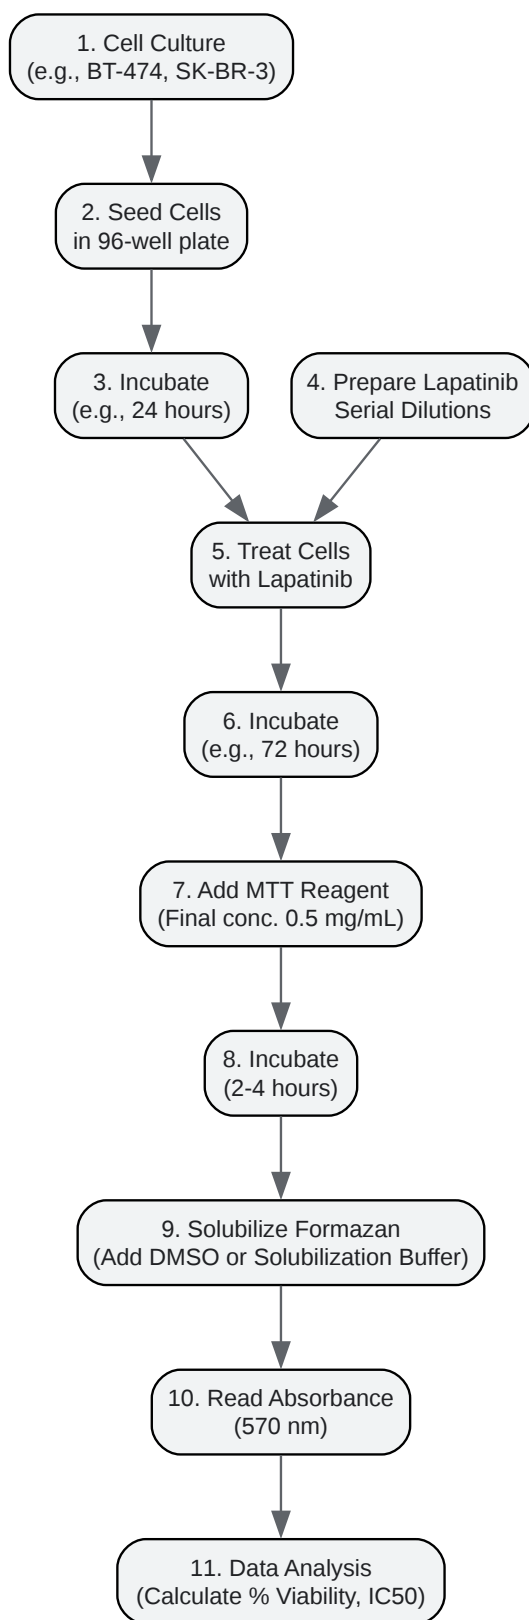 1. Cell Culture
(e.g., BT-474, SK-BR-3)
2. Seed Cells
in 96-well plate
3. Incubate
(e.g., 24 hours)
4. Prepare Lapatinib
Serial Dilutions
5. Treat Cells
with Lapatinib
6. Incubate
(e.g., 72 hours)
7. Add MTT Reagent
(Final conc. 0.5 mg/mL)
8. Incubate
(2-4 hours)
9. Solubilize Formazan
(Add DMSO or Solubilization Buffer)
10. Read Absorbance
(570 nm)
11. Data Analysis
(Calculate % Viability, IC50)